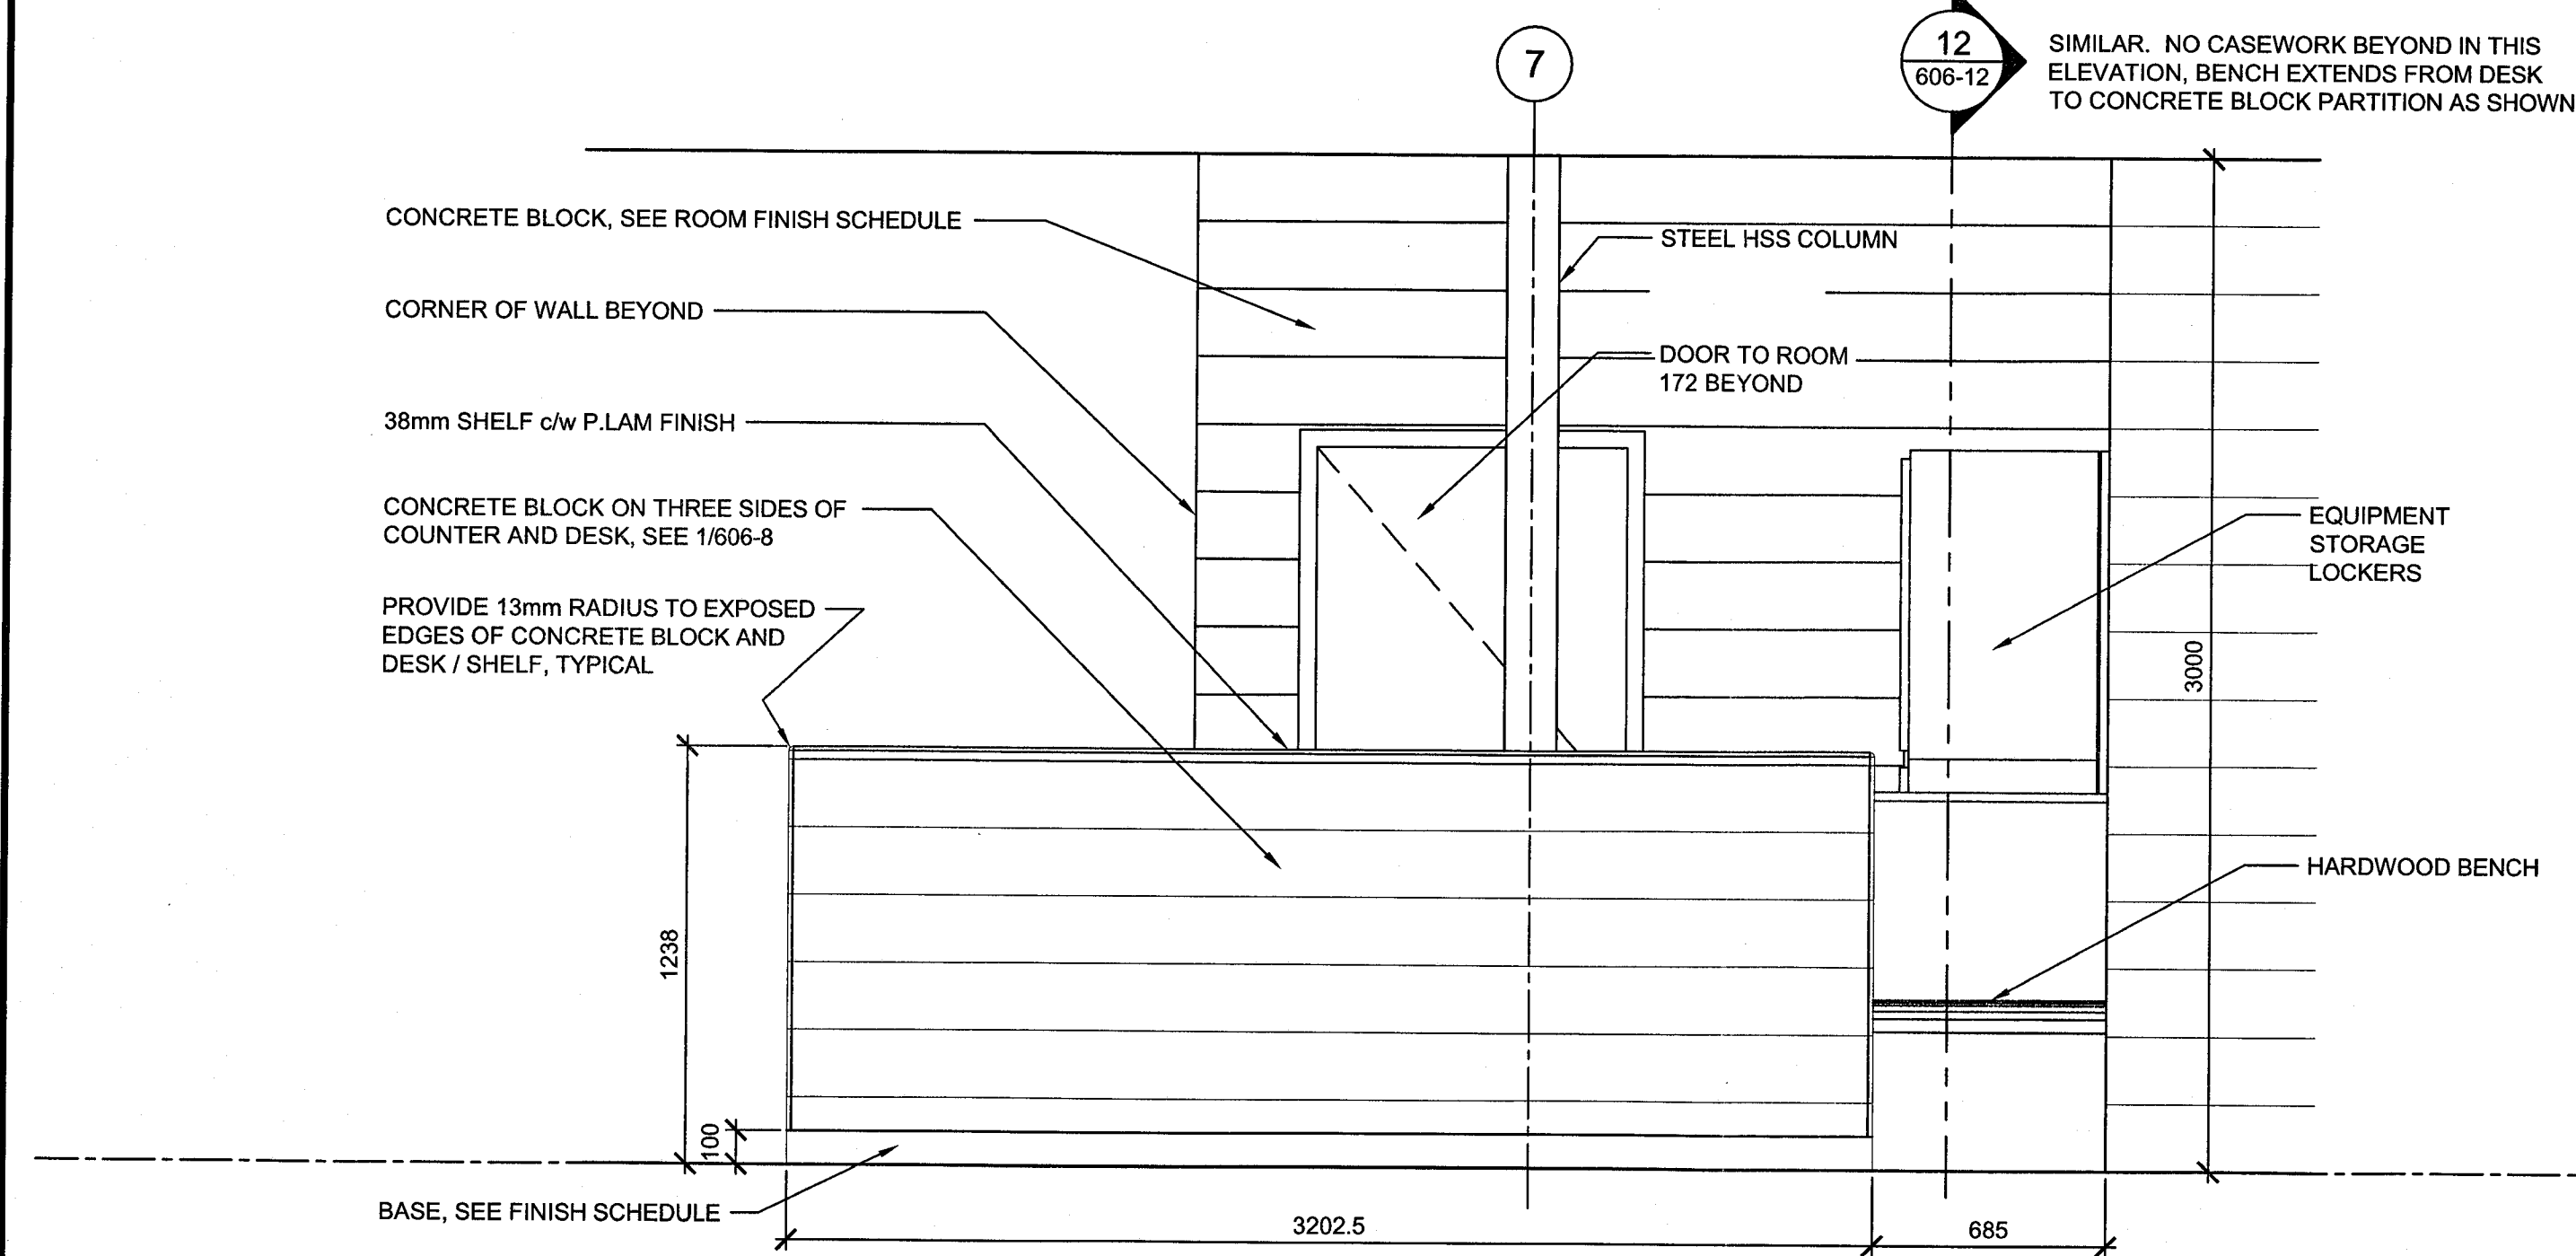 7
12
606-12
SIMILAR. NO CASEWORK BEYOND IN THIS
ELEVATION, BENCH EXTENDS FROM DESK
TO CONCRETE BLOCK PARTITION AS SHOWN
CONCRETE BLOCK, SEE ROOM FINISH SCHEDULE
STEEL HSS COLUMN
CORNER OF WALL BEYOND
DOOR TO ROOM
172 BEYOND
38mm SHELF c/w P.LAM FINISH
CONCRETE BLOCK ON THREE SIDES OF
COUNTER AND DESK, SEE 1/606-8
EQUIPMENT
STORAGE
LOCKERS
PROVIDE 13mm RADIUS TO EXPOSED
EDGES OF CONCRETE BLOCK AND
DESK / SHELF, TYPICAL
3000
HARDWOOD BENCH
1238
100
BASE, SEE FINISH SCHEDULE
3202.5
685